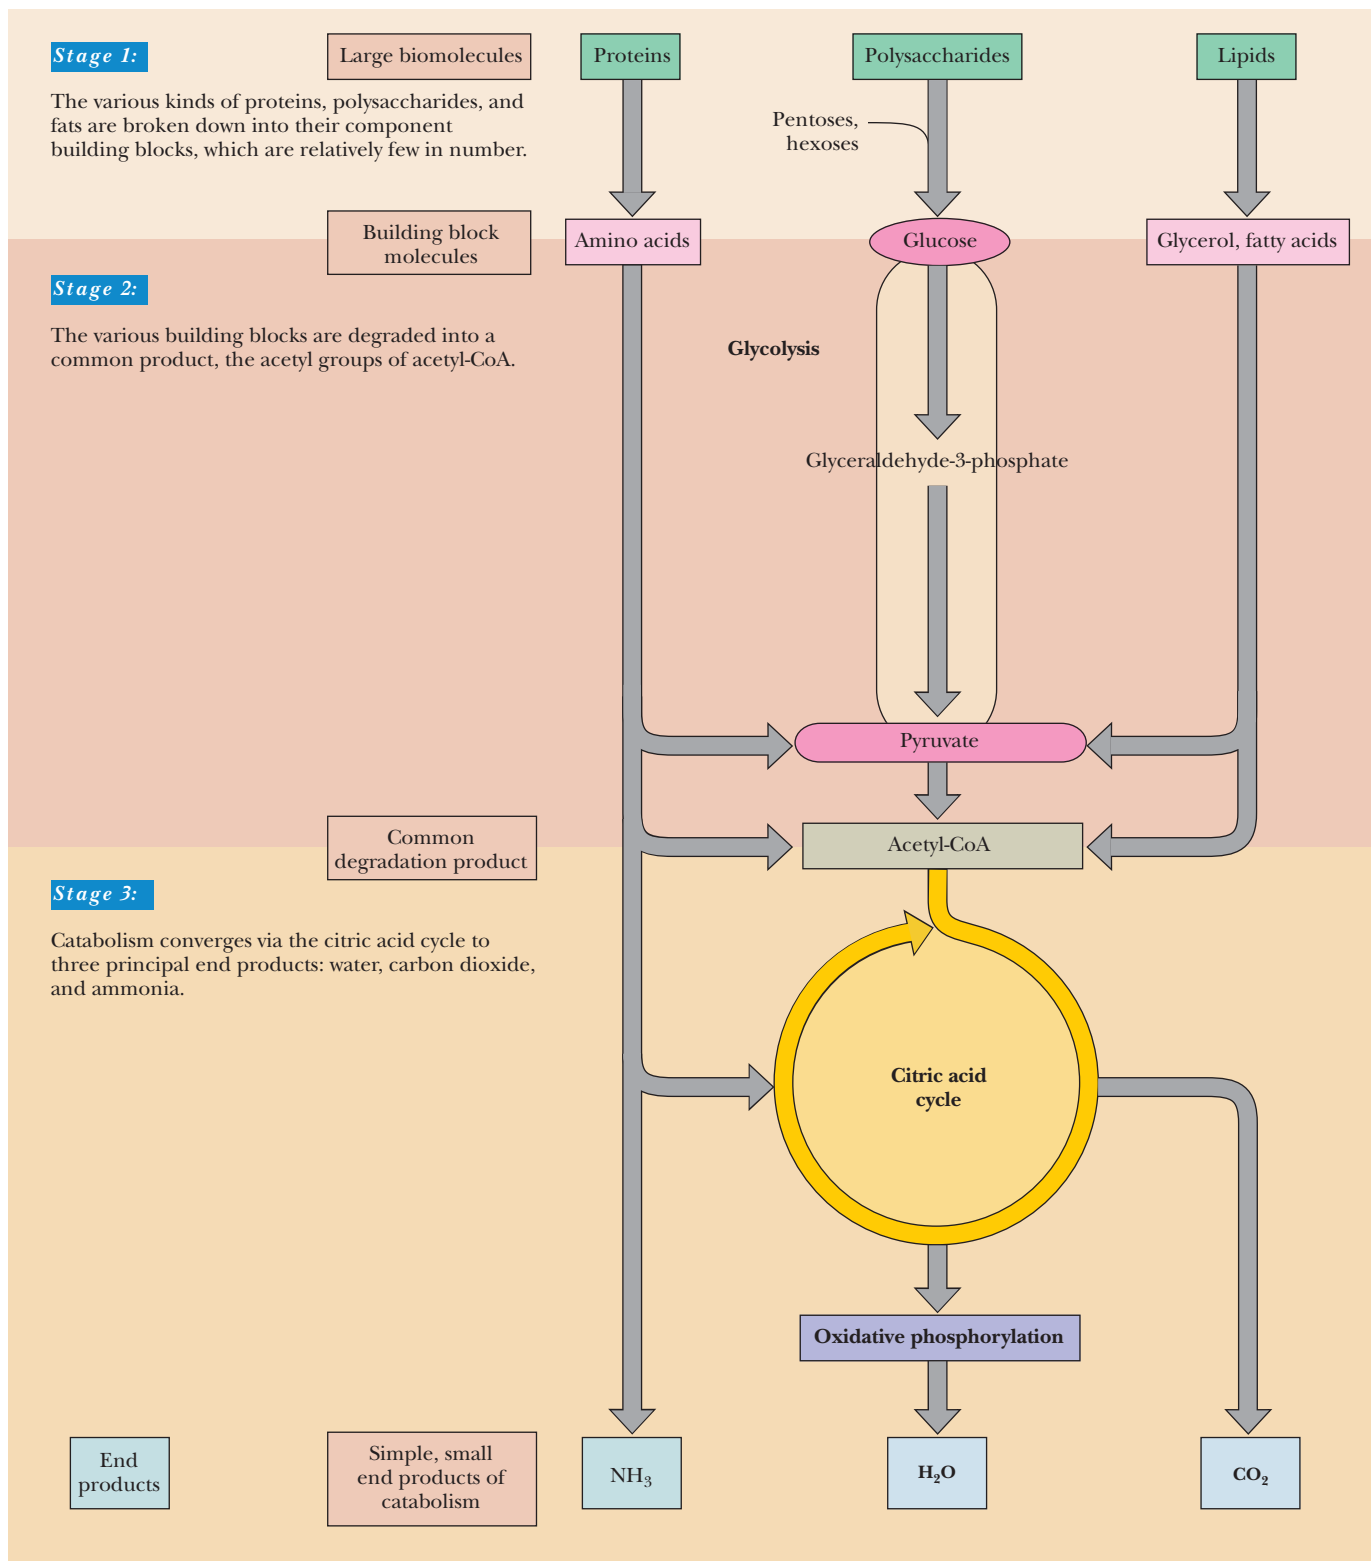 Stage 1:
Large biomolecules
Proteins
Polysaccharides
Lipids
The various kinds of proteins, polysaccharides, and
fats are broken down into their component
building blocks, which are relatively few in number.
Pentoses,
hexoses
Building block
molecules
Amino acids
Glucose
Glycerol, fatty acids
Stage 2:
The various building blocks are degraded into a
common product, the acetyl groups of acetyl-CoA.
Glycolysis
Glyceraldehyde-3-phosphate
Pyruvate
Common
degradation product
Acetyl-CoA
Stage 3:
Catabolism converges via the citric acid cycle to
three principal end products: water, carbon dioxide,
and ammonia.
Citric acid
cycle
Oxidative phosphorylation
End
products
Simple, small
end products of
catabolism
NH₃
H₂O
CO₂